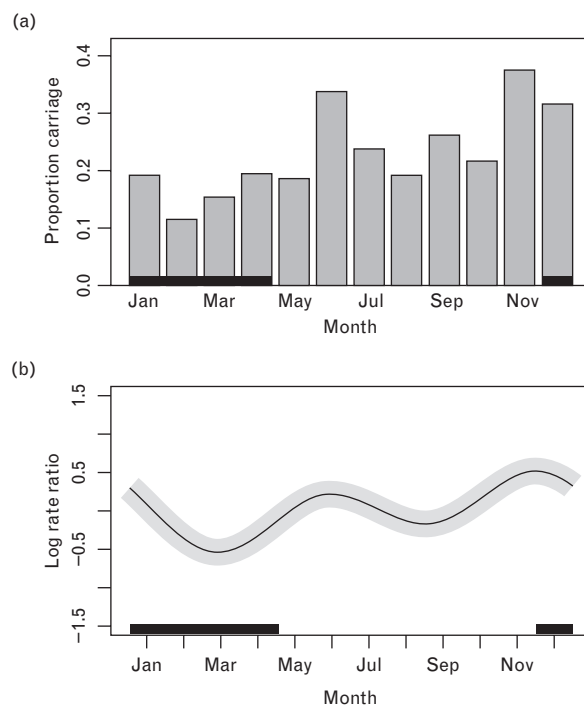 (a)
Proportion carriage
0.4
0.3
0.2
0.1
0.0
Jan Mar May Jul Sep Nov
Month
(b)
Log rate ratio
1.5
0.5
−0.5
−1.5
Jan Mar May Jul Sep Nov
Month